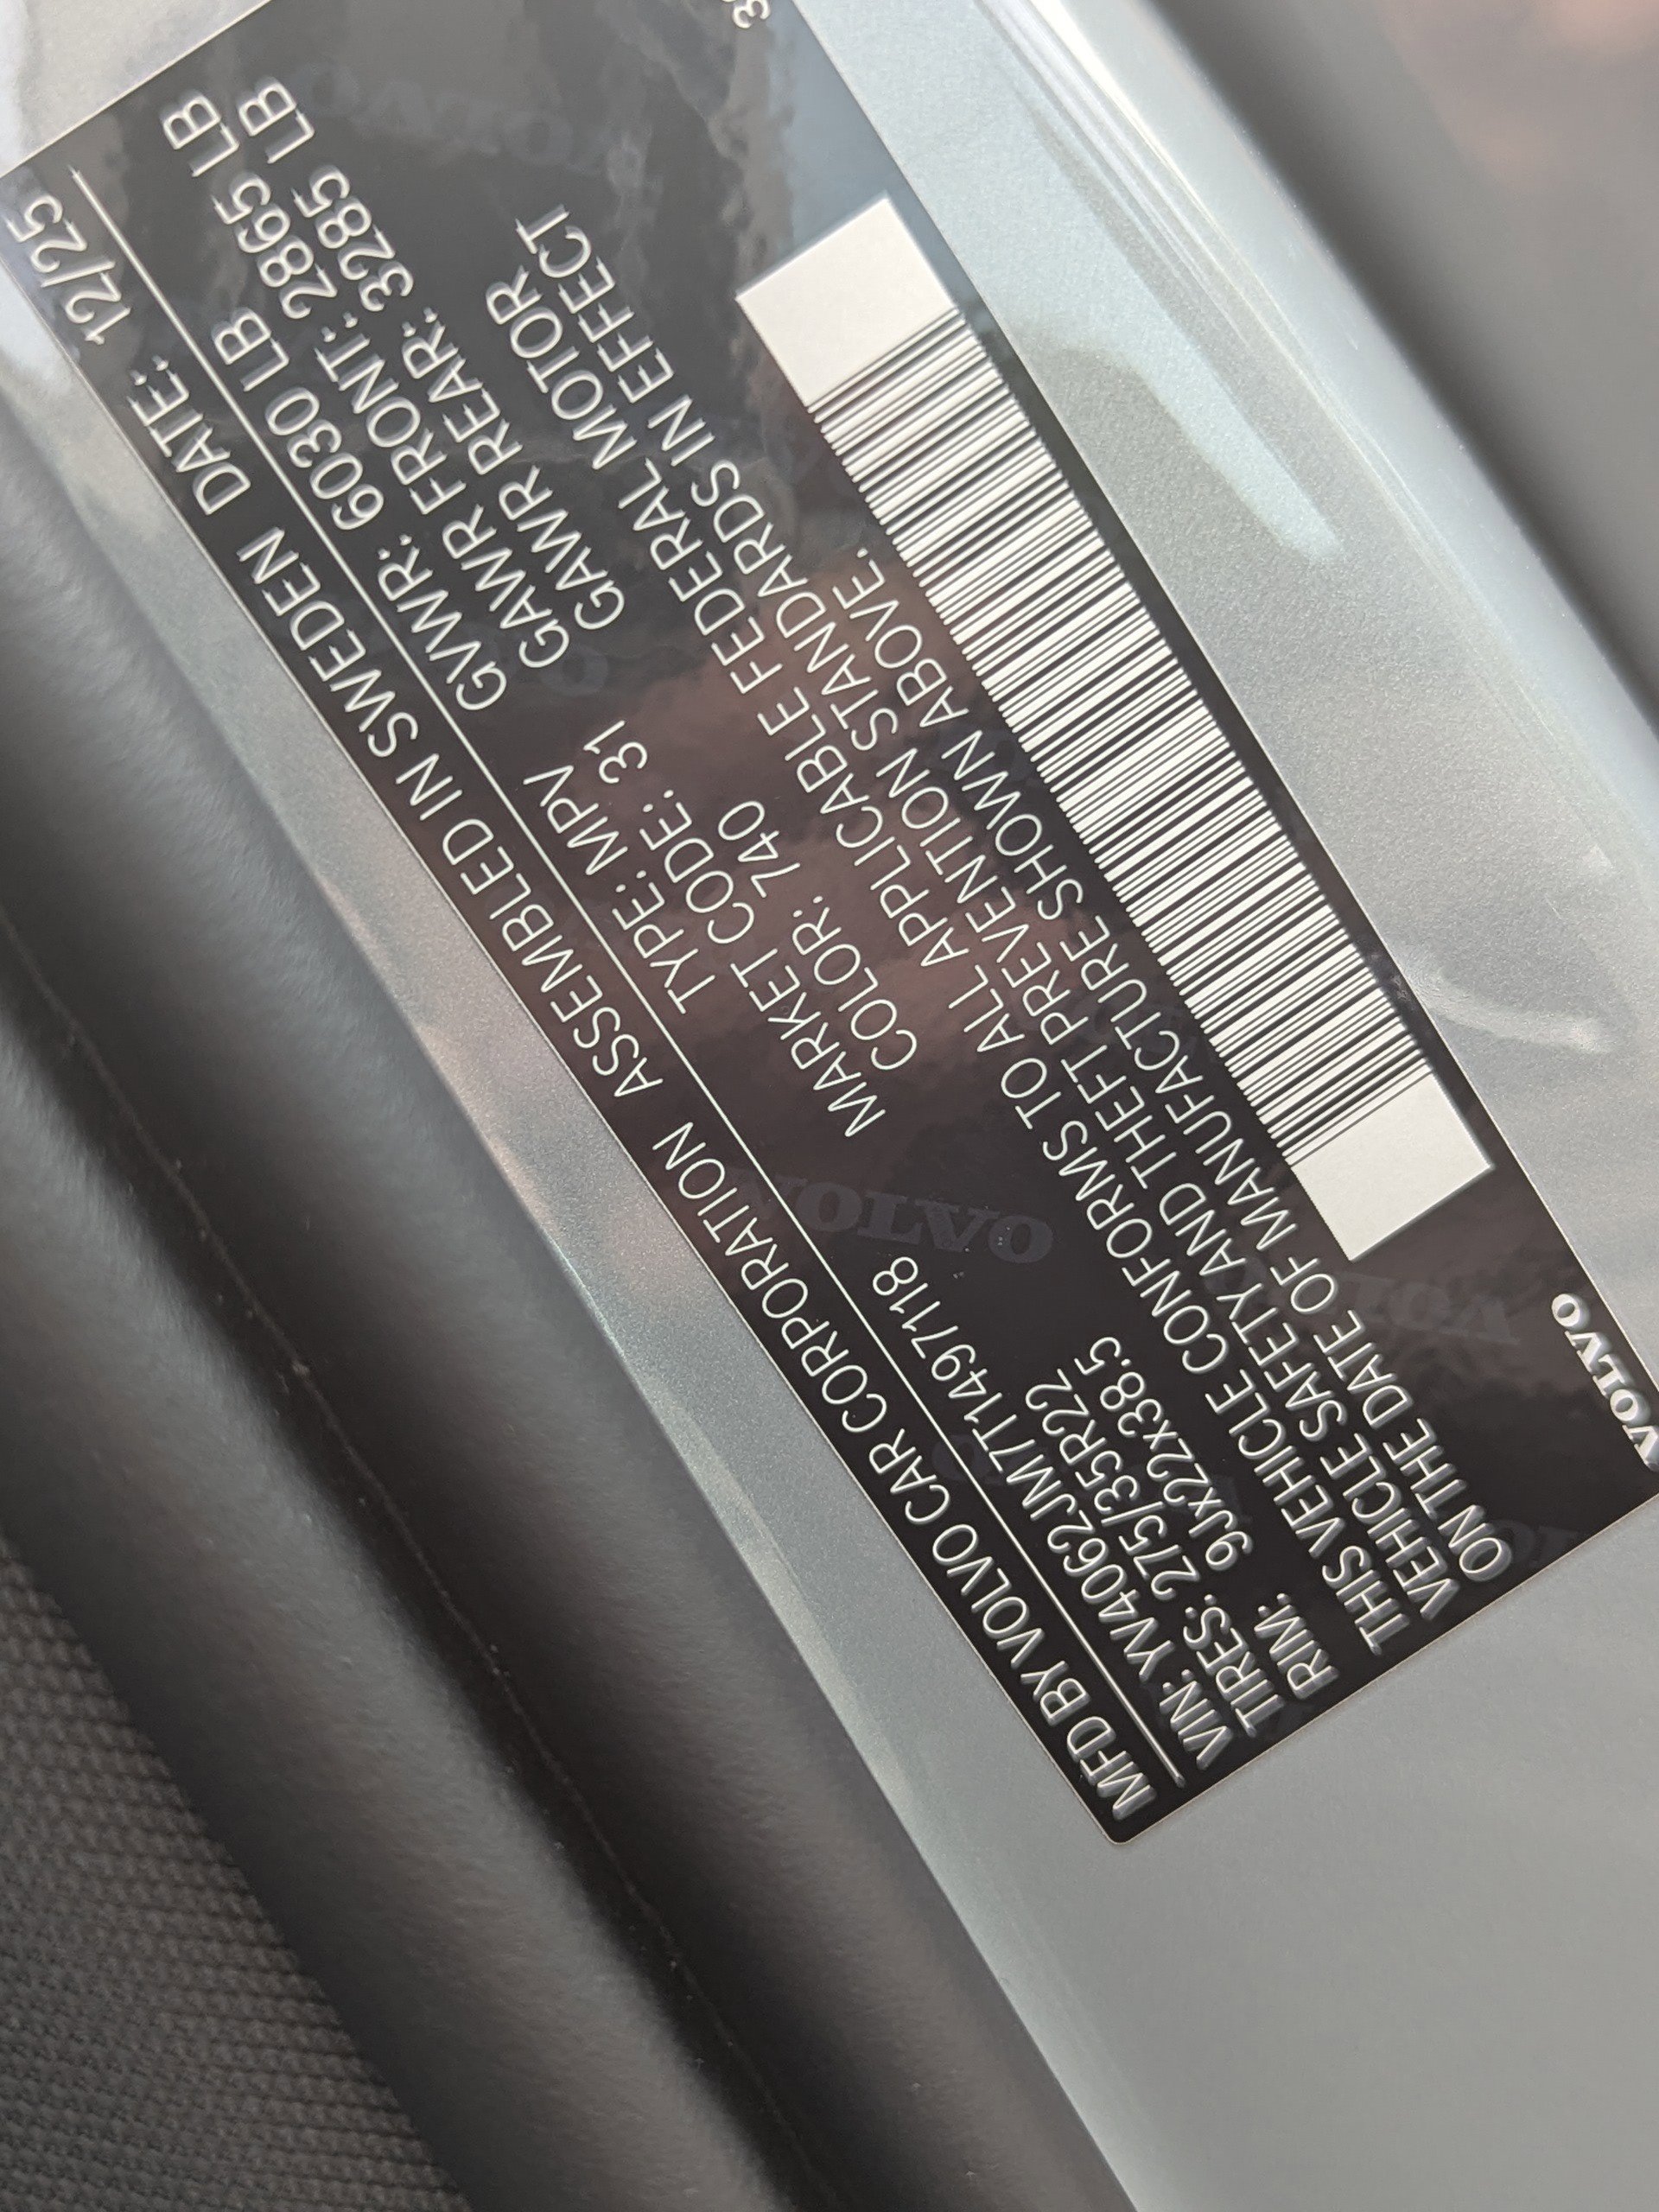 MFD BY VOLVO CAR CORPORATION ASSEMBLED IN SWEDEN DATE: 12/25
VIN: YV4062JM7T1497118 TYPE: MPV GVWR: 6030 LB
TIRES: 275/35R22 MARKET CODE: 31 GAWR FRONT: 2865 LB
RIM: 9Jx22x38.5 COLOR: 740 GAWR REAR: 3285 LB
THIS VEHICLE CONFORMS TO ALL APPLICABLE FEDERAL MOTOR
VEHICLE SAFETY AND THEFT PREVENTION STANDARDS IN EFFECT
ON THE DATE OF MANUFACTURE SHOWN ABOVE.
VOLVO